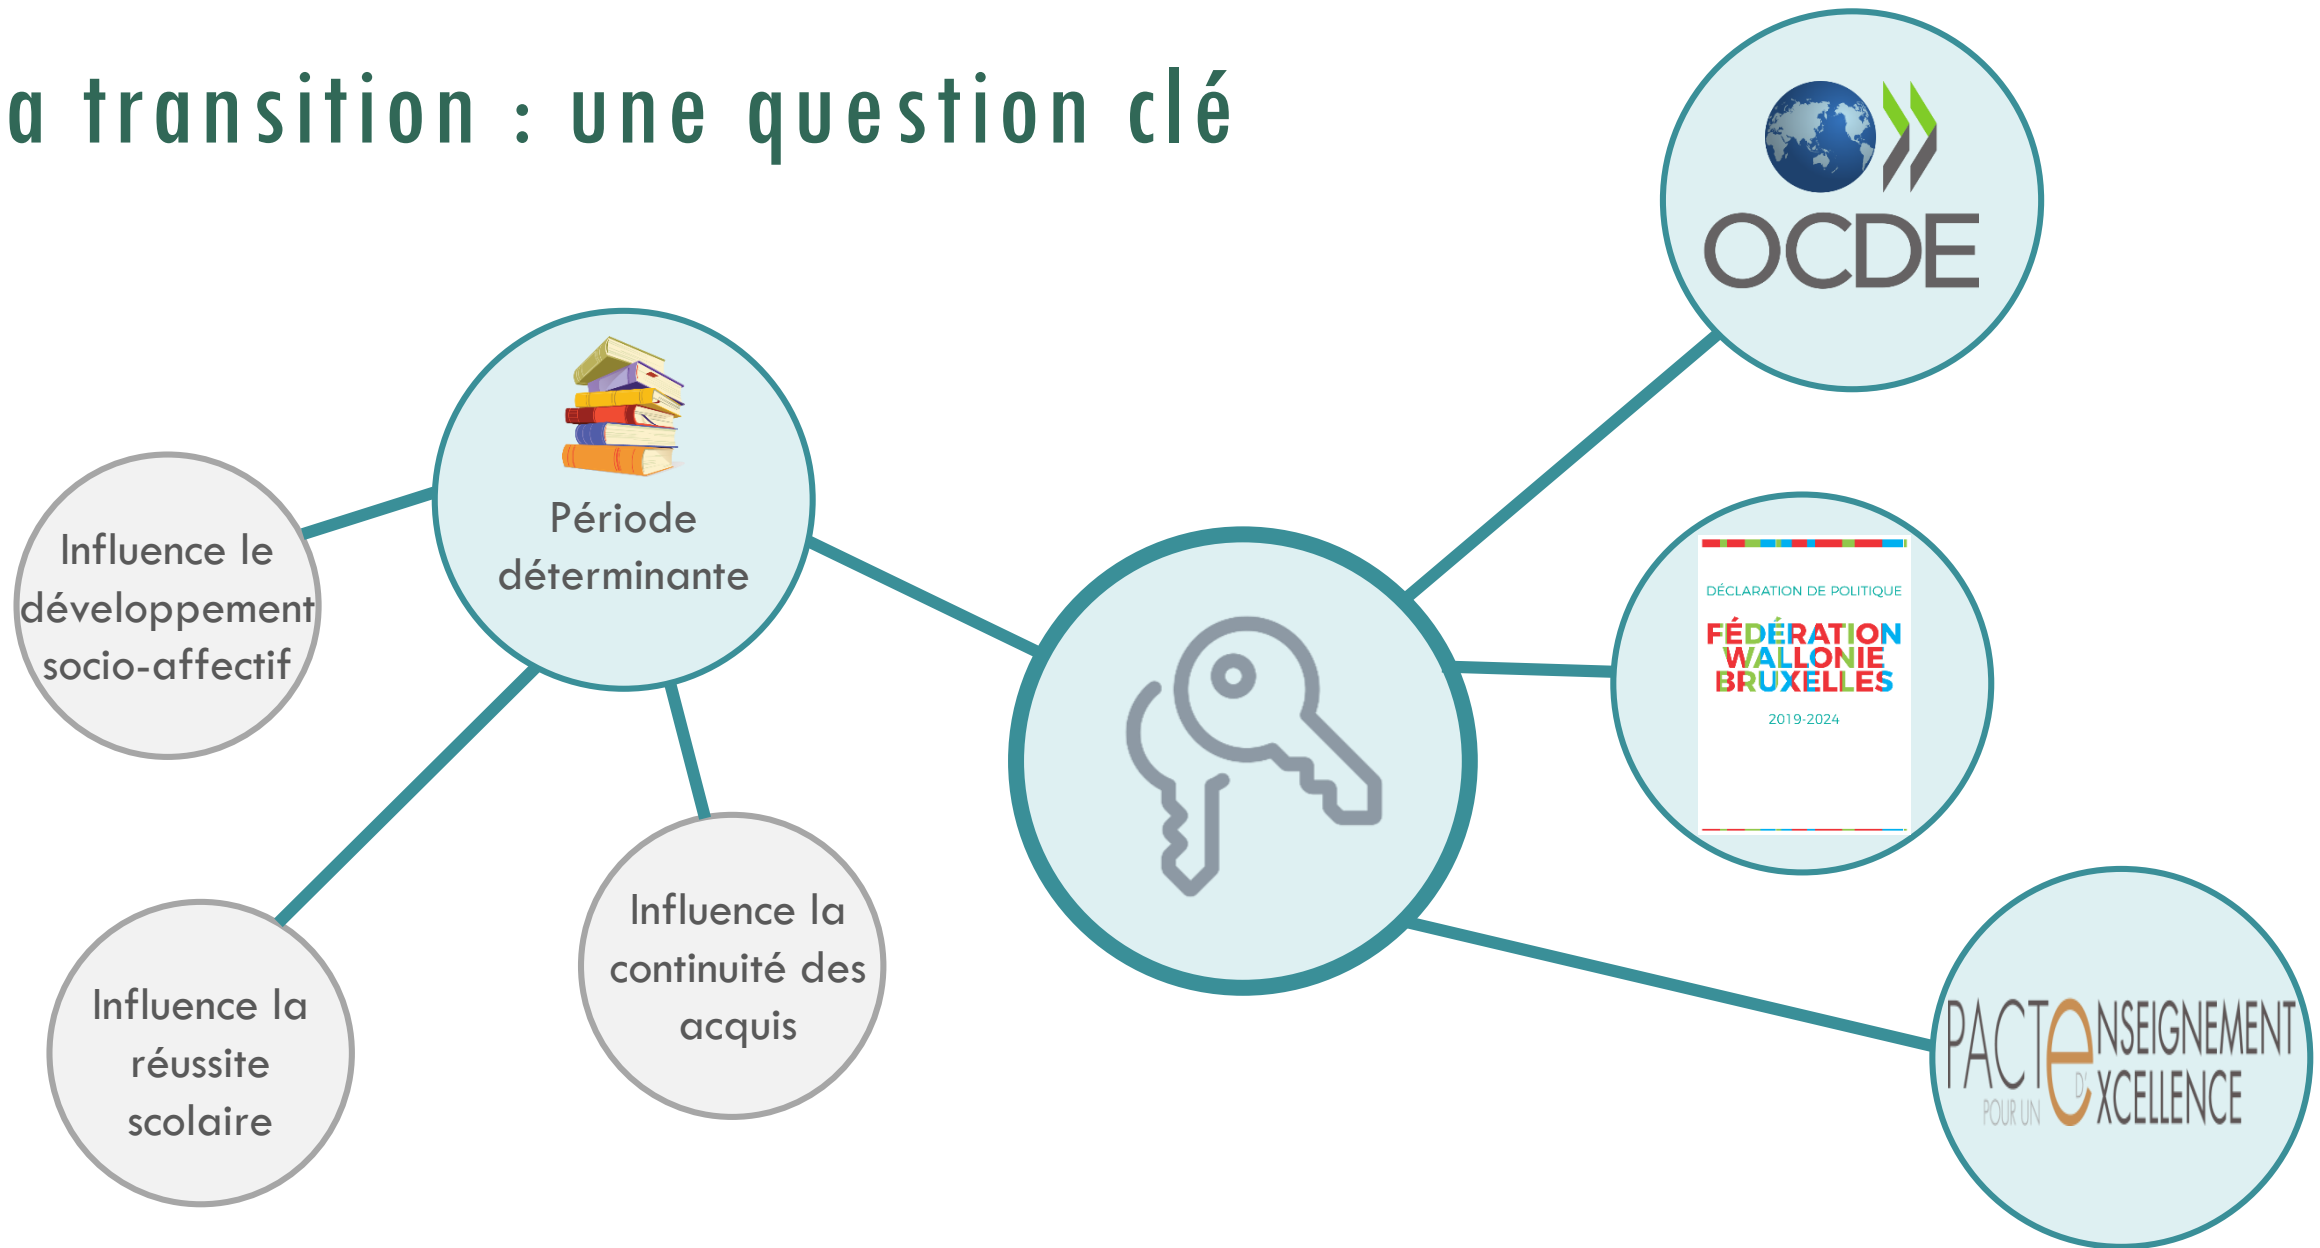 a transition : une question clé
OCDE
Période
déterminante
Influence le
développement
socio-affectif
DÉCLARATION DE POLITIQUE
FÉDÉRATION
WALLONIE
BRUXELLES
2019-2024
Influence la
continuité des
acquis
Influence la
réussite
scolaire
PACTe NSEIGNEMENT
POUR UN D'XCELLENCE